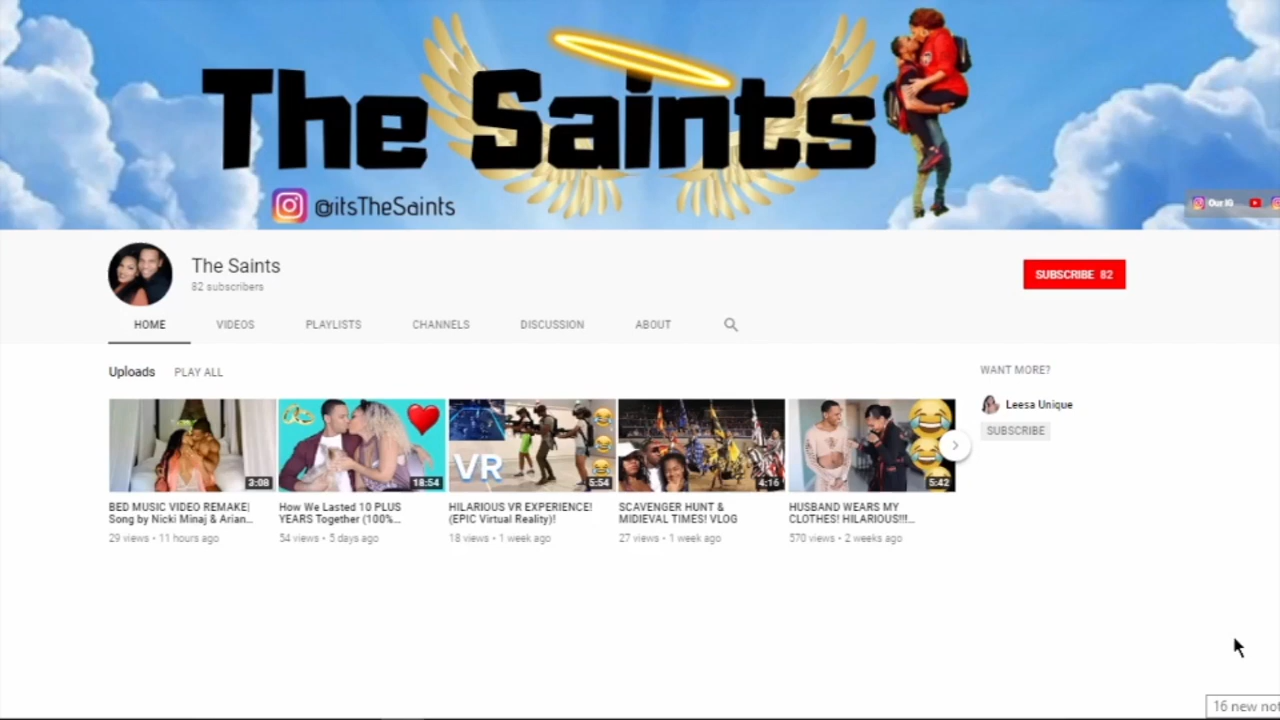 The Saints
@itsTheSaints
Our IG
The Saints
82 subscribers
SUBSCRIBE 82
HOME VIDEOS PLAYLISTS CHANNELS DISCUSSION ABOUT
Uploads PLAY ALL
WANT MORE?
Leesa Unique
SUBSCRIBE
3:08
VR
18:54
5:54
4:16
5:42
BED MUSIC VIDEO REMAKE|
Song by Nicki Minaj & Arian...
29 views • 11 hours ago
How We Lasted 10 PLUS
YEARS Together (100%...
54 views • 5 days ago
HILARIOUS VR EXPERIENCE!
(EPIC Virtual Reality)!
18 views • 1 week ago
SCAVENGER HUNT &
MIDIEVAL TIMES! VLOG
27 views • 1 week ago
HUSBAND WEARS MY
CLOTHES! HILARIOUS!!!...
570 views • 2 weeks ago
16 new not